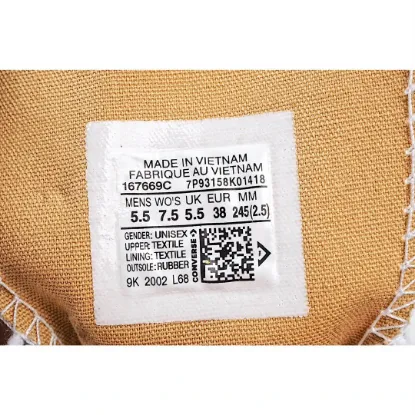 MADE IN VIETNAM
FABRIQUE AU VIETNAM
167669C 7P93158K01418
MENS WO'S UK EUR MM
5.5 7.5 5.5 38 245(2.5)
GENDER: UNISEX
UPPER: TEXTILE
LINING: TEXTILE
OUTSOLE: RUBBER
CONVERSE
9K 2002 L68